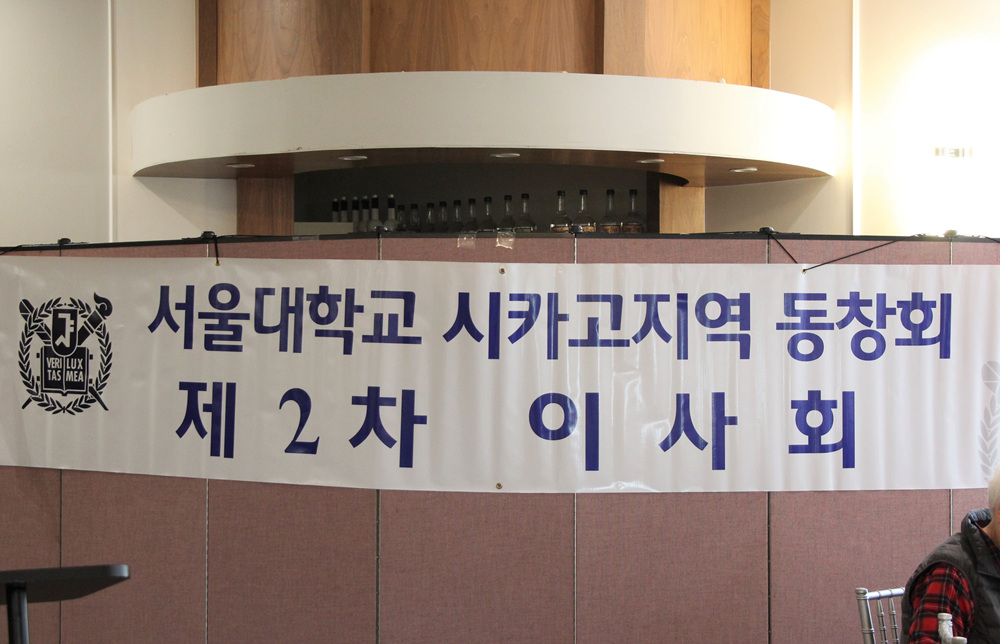 서울대학교 시카고지역 동창회
제 2 차 이 사 회
VERI LUX
TAS MEA